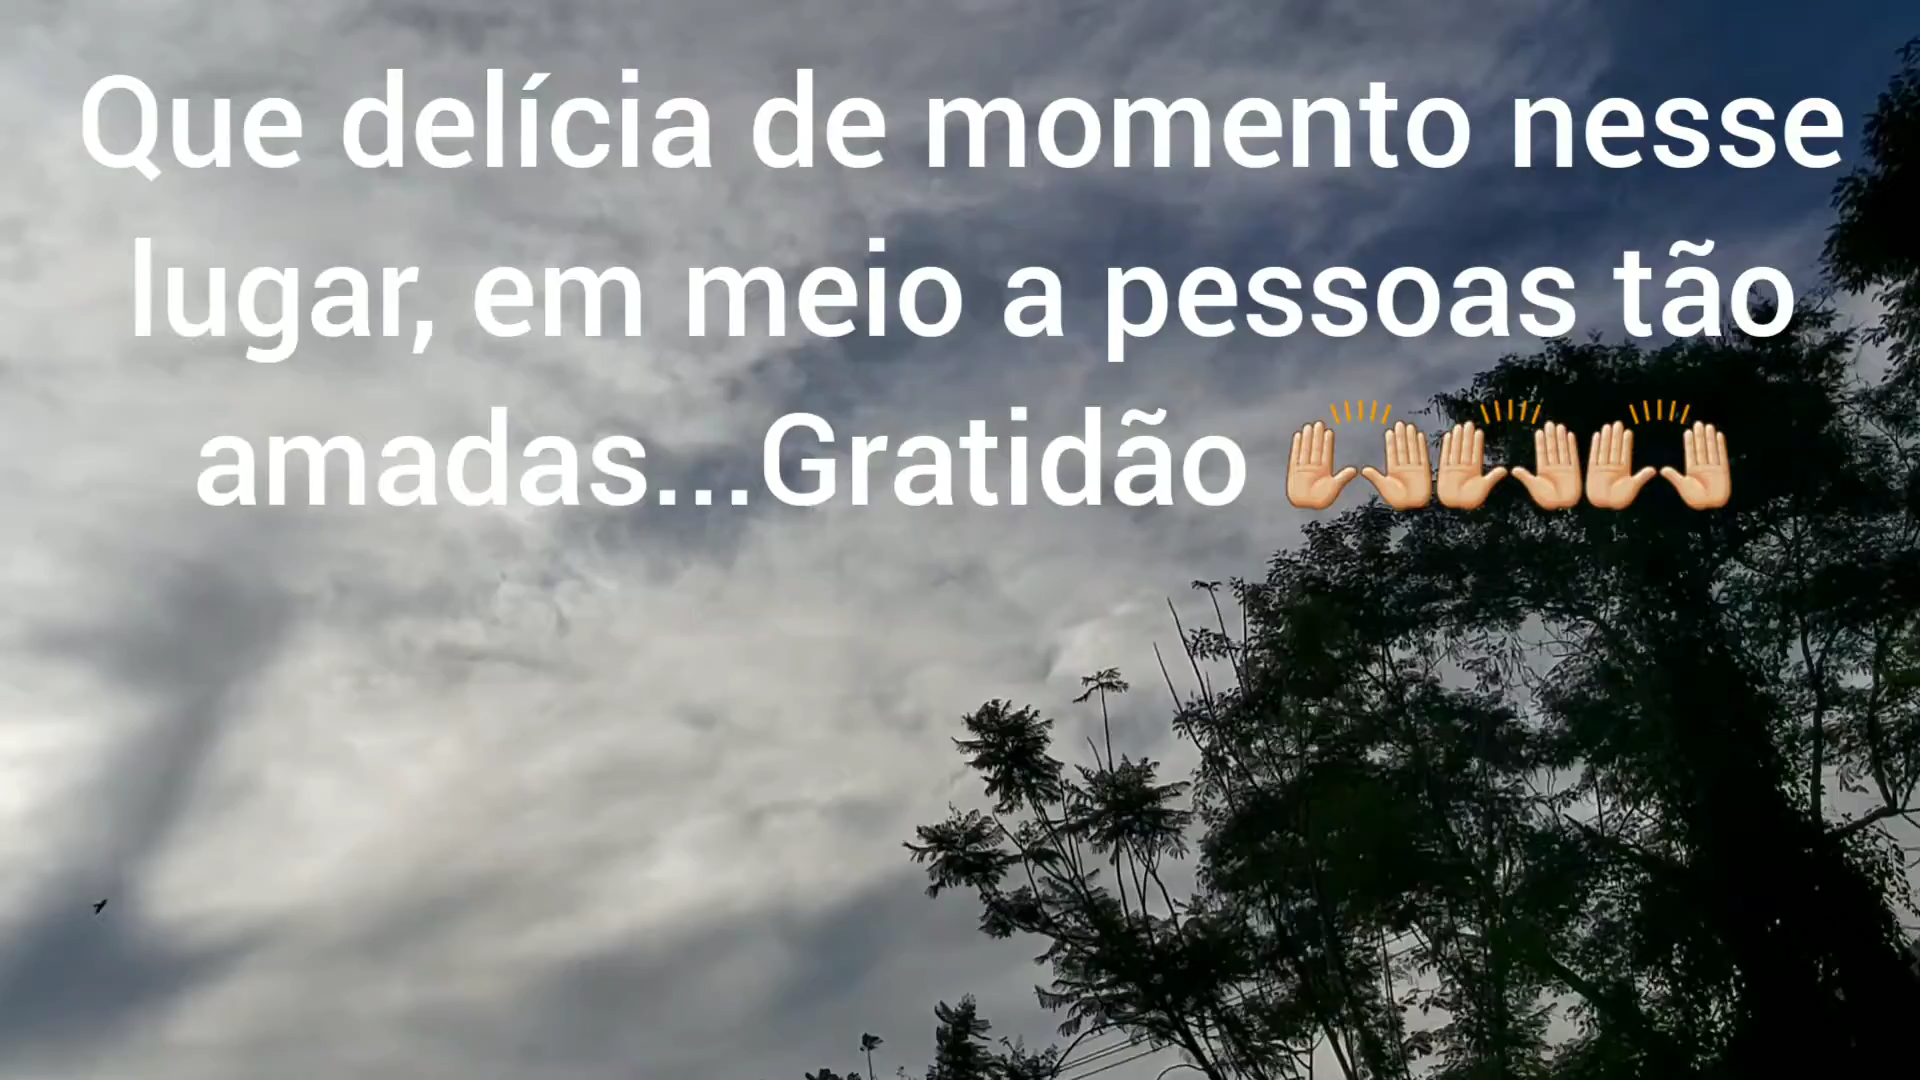 Que delícia de momento nesse
lugar, em meio a pessoas tão
amadas...Gratidão 🙌🏼🙌🏼🙌🏼